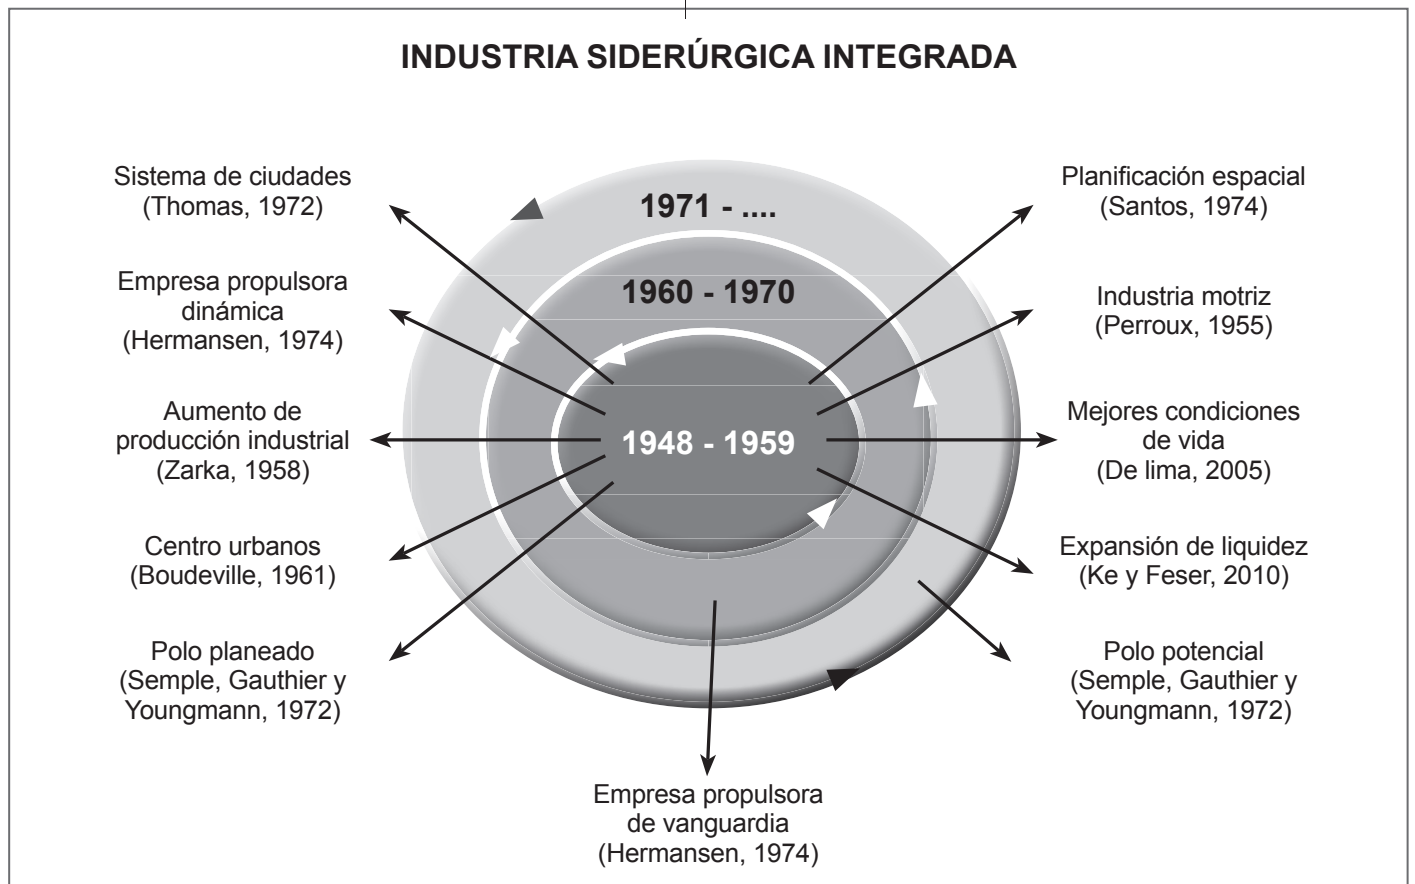 INDUSTRIA SIDERÚRGICA INTEGRADA
Sistema de ciudades
(Thomas, 1972)
Empresa propulsora
dinámica
(Hermansen, 1974)
Aumento de
producción industrial
(Zarka, 1958)
Centro urbanos
(Boudeville, 1961)
Polo planeado
(Semple, Gauthier y
Youngmann, 1972)
1971 - ....
1960 - 1970
1948 - 1959
Planificación espacial
(Santos, 1974)
Industria motriz
(Perroux, 1955)
Mejores condiciones
de vida
(De lima, 2005)
Expansión de liquidez
(Ke y Feser, 2010)
Polo potencial
(Semple, Gauthier y
Youngmann, 1972)
Empresa propulsora
de vanguardia
(Hermansen, 1974)